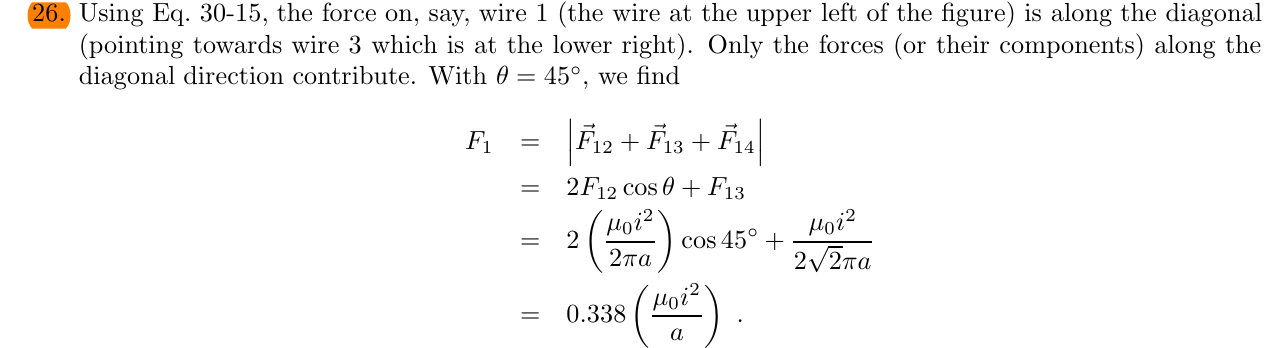 26. Using Eq. 30-15, the force on, say, wire 1 (the wire at the upper left of the figure) is along the diagonal
(pointing towards wire 3 which is at the lower right). Only the forces (or their components) along the
diagonal direction contribute. With θ = 45°, we find
F₁ = |F⃗₁₂ + F⃗₁₃ + F⃗₁₄|
= 2F₁₂ cos θ + F₁₃
= 2 (μ₀i² / 2πa) cos 45° + μ₀i² / 2√2πa
= 0.338 (μ₀i² / a) .